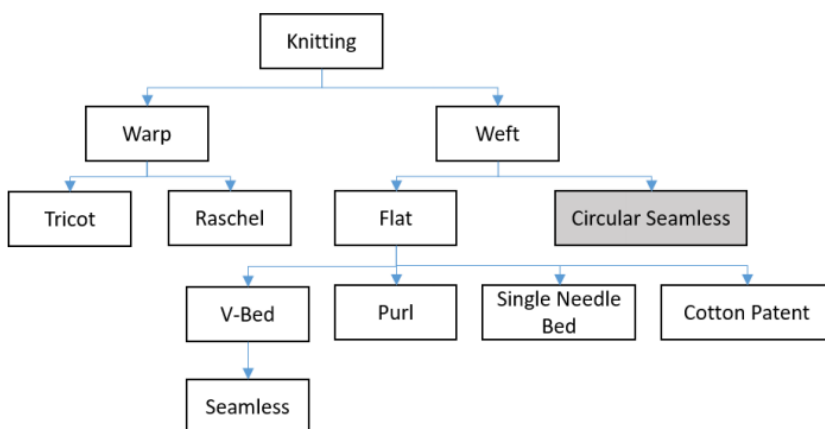 Knitting
Warp
Weft
Tricot
Raschel
Flat
Circular Seamless
V-Bed
Purl
Single Needle
Bed
Cotton Patent
Seamless